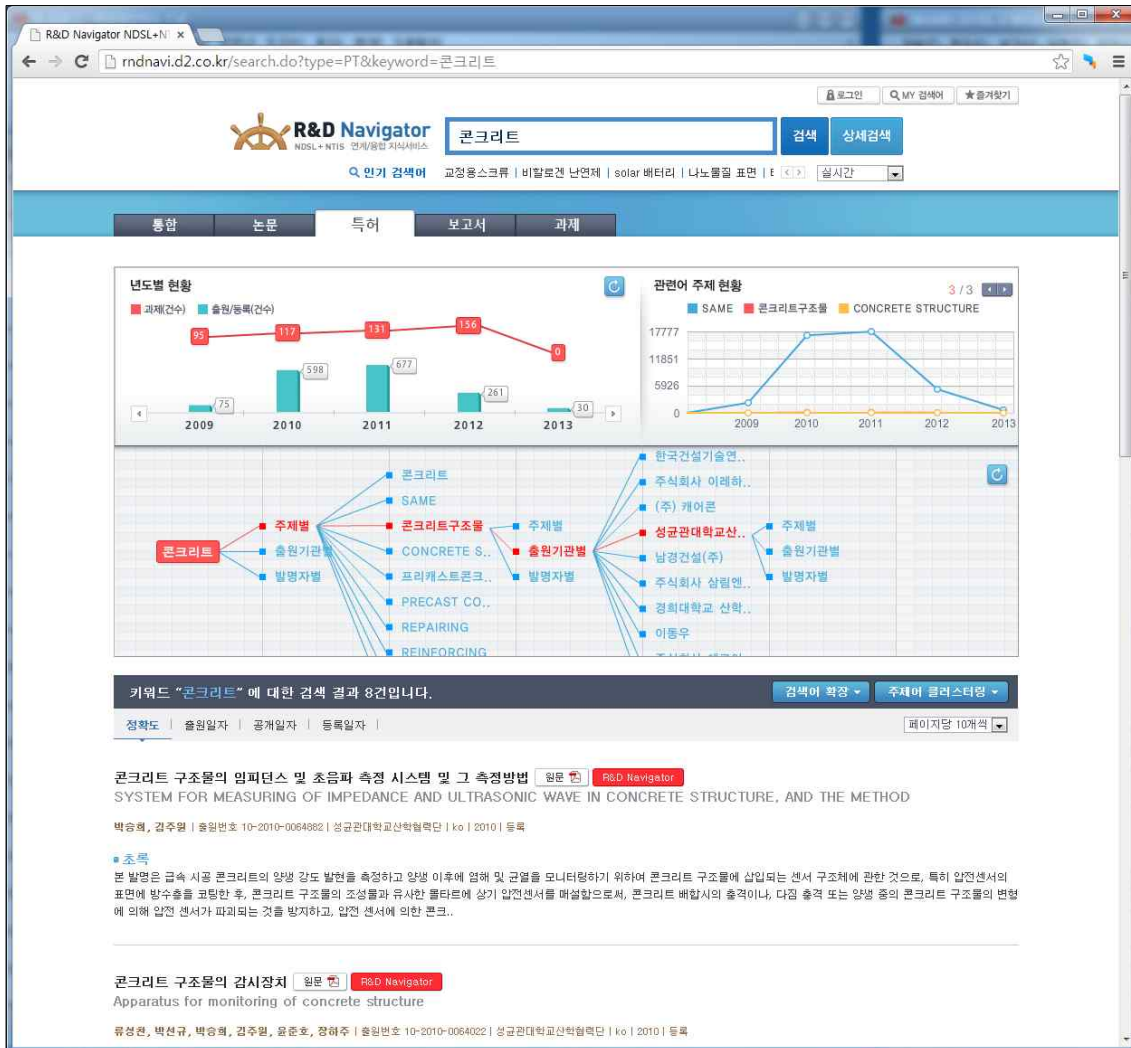 R&D Navigator NDSL+NT
rndnavi.d2.co.kr/search.do?type=PT&keyword=콘크리트
로그인 MY 검색어 ★즐겨찾기
R&D Navigator
NDSL+NTIS 연계/융합 지식서비스
콘크리트
검색 상세검색
인기 검색어 교정용스크류 | 비할로겐 난연제 | solar 배터리 | 나노물질 표면 | 실시간
통합 논문 특허 보고서 과제
년도별 현황
과제(건수) 출원/등록(건수)
95 117 131 156 0
75 598 677 261 30
2009 2010 2011 2012 2013
관련어 주제 현황 3 / 3
SAME 콘크리트구조물 CONCRETE STRUCTURE
17777
11851
5926
0
2009 2010 2011 2012 2013
콘크리트
주제별
출원기관별
발명자별
콘크리트
SAME
콘크리트구조물
CONCRETE S..
프리캐스트콘크..
PRECAST CO..
REPAIRING
REINFORCING
주제별
출원기관별
발명자별
한국건설기술연..
주식회사 이레하..
(주) 캐어콘
성균관대학교산..
남경건설(주)
주식회사 삼림엔..
경희대학교 산학..
이동우
주제별
출원기관별
발명자별
키워드 "콘크리트" 에 대한 검색 결과 8건입니다. 검색어 확장 주제어 클러스터링
정확도 | 출원일자 | 공개일자 | 등록일자 | 페이지당 10개씩
콘크리트 구조물의 임피던스 및 초음파 측정 시스템 및 그 측정방법 원문 R&D Navigator
SYSTEM FOR MEASURING OF IMPEDANCE AND ULTRASONIC WAVE IN CONCRETE STRUCTURE, AND THE METHOD
박승희, 김주원 | 출원번호 10-2010-0064882 | 성균관대학교산학협력단 | ko | 2010 | 등록
초록
본 발명은 급속 시공 콘크리트의 양생 강도 발현을 측정하고 양생 이후에 염해 및 균열을 모니터링하기 위하여 콘크리트 구조물에 삽입되는 센서 구조체에 관한 것으로, 특히 압전센서의
표면에 방수층을 코팅한 후, 콘크리트 구조물의 조성물과 유사한 몰타르에 상기 압전센서를 매설함으로써, 콘크리트 배합시의 충격이나, 다짐 충격 또는 양생 중의 콘크리트 구조물의 변형
에 의해 압전 센서가 파괴되는 것을 방지하고, 압전 센서에 의한 콘크..
콘크리트 구조물의 감시장치 원문 R&D Navigator
Apparatus for monitoring of concrete structure
류성찬, 박선규, 박승희, 김주원, 윤준호, 장하주 | 출원번호 10-2010-0064022 | 성균관대학교산학협력단 | ko | 2010 | 등록